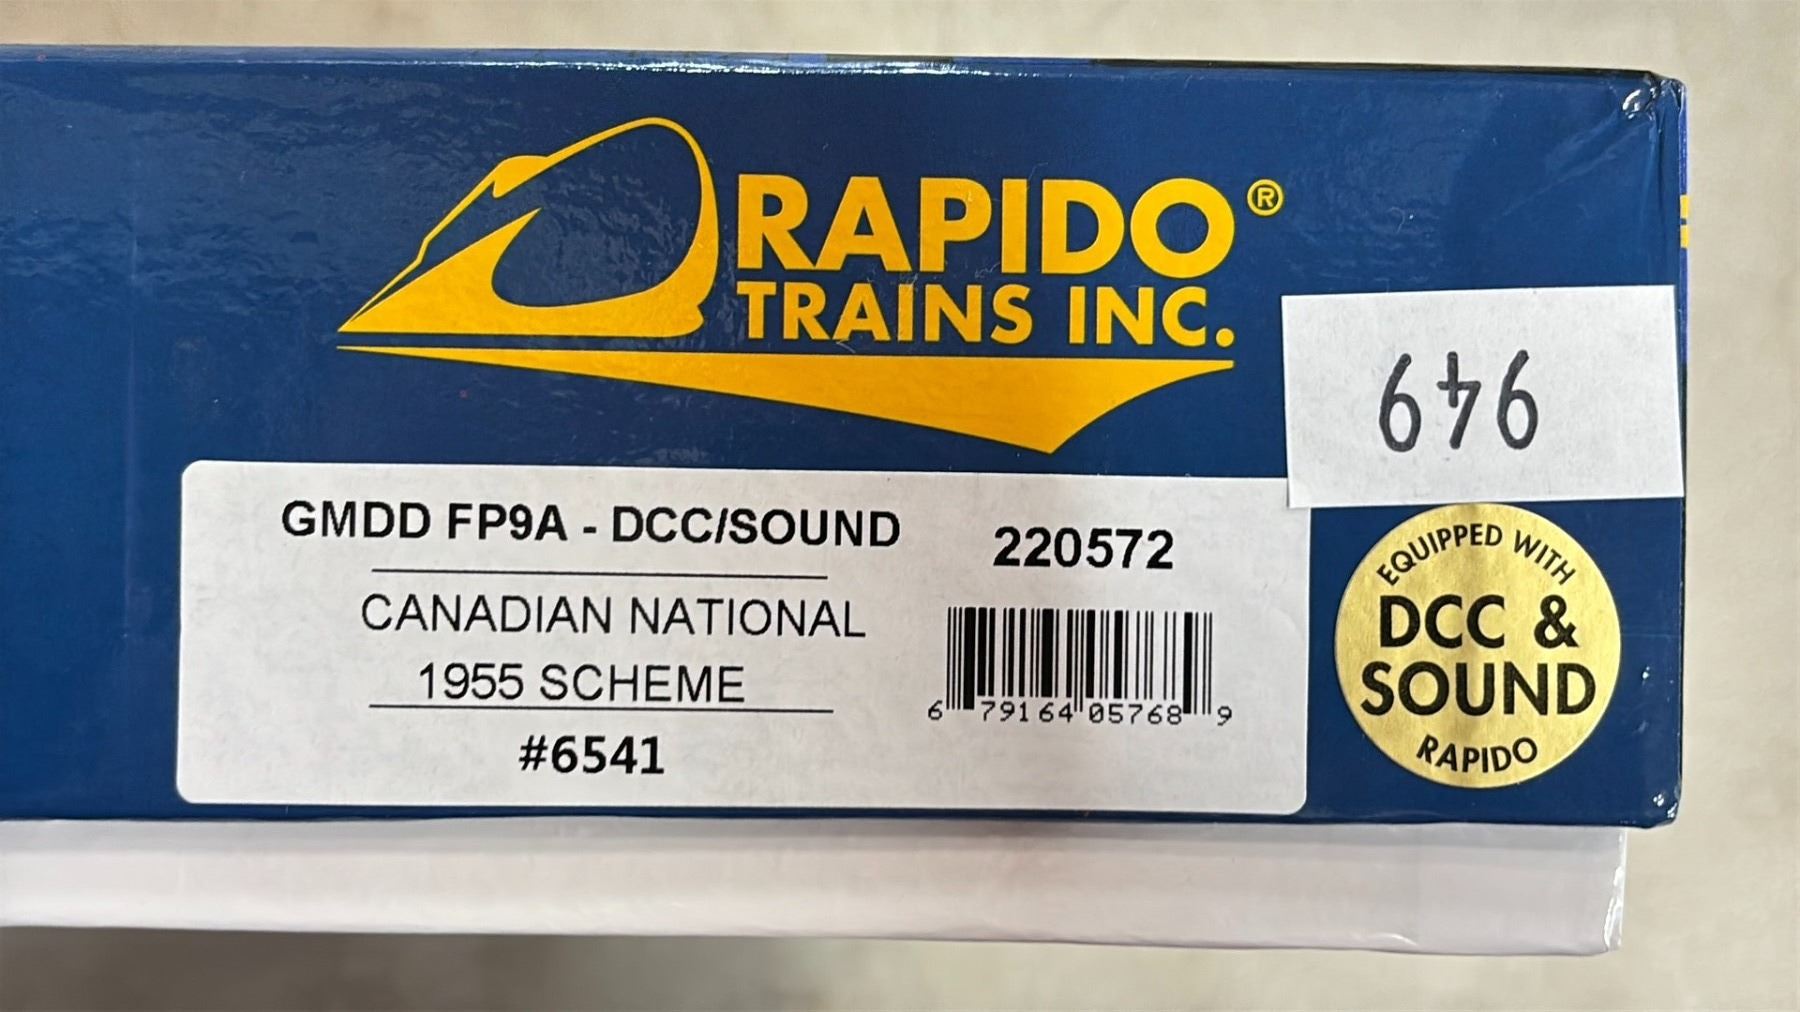 RAPIDO®
TRAINS INC.
949
GMDD FP9A - DCC/SOUND
220572
CANADIAN NATIONAL
1955 SCHEME
#6541
6 79164 05768 9
EQUIPPED WITH
DCC &
SOUND
RAPIDO